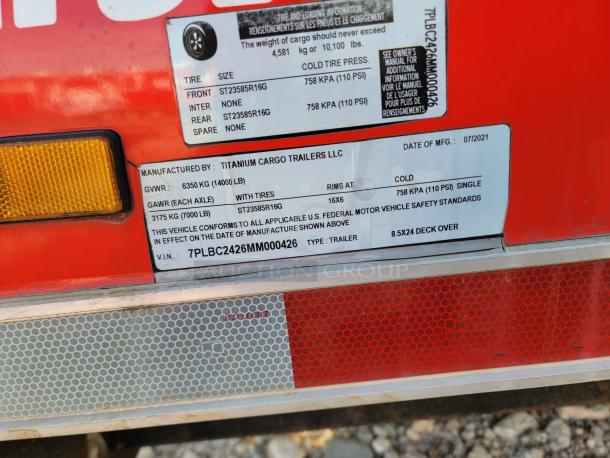 TIRE AND LOADING INFORMATION
RENSEIGNEMENTS SUR LES PNEUS ET LE CHARGEMENT
The weight of cargo should never exceed
4,581 kg or 10,100 lbs.
TIRE SIZE COLD TIRE PRESS.
FRONT ST23585R16G 758 KPA (110 PSI)
INTER NONE
REAR ST23585R16G 758 KPA (110 PSI)
SPARE NONE
SEE OWNER'S
MANUAL FOR
ADDITIONAL
INFORMATION
VOIR LE MANUEL
DE L'USAGER
POUR PLUS DE
RENSEIGNEMENTS
7PLBC2426MM000426
MANUFACTURED BY: TITANIUM CARGO TRAILERS LLC DATE OF MFG.: 07/2021
GVWR: 6350 KG (14000 LB)
GAWR (EACH AXLE) WITH TIRES RIMS AT COLD
3175 KG (7000 LB) ST23585R16G 16X6 758 KPA (110 PSI) SINGLE
THIS VEHICLE CONFORMS TO ALL APPLICABLE U.S. FEDERAL MOTOR VEHICLE SAFETY STANDARDS
IN EFFECT ON THE DATE OF MANUFACTURE SHOWN ABOVE
V.I.N.: 7PLBC2426MM000426 TYPE: TRAILER 8.5X24 DECK OVER
AUCTION GROUP